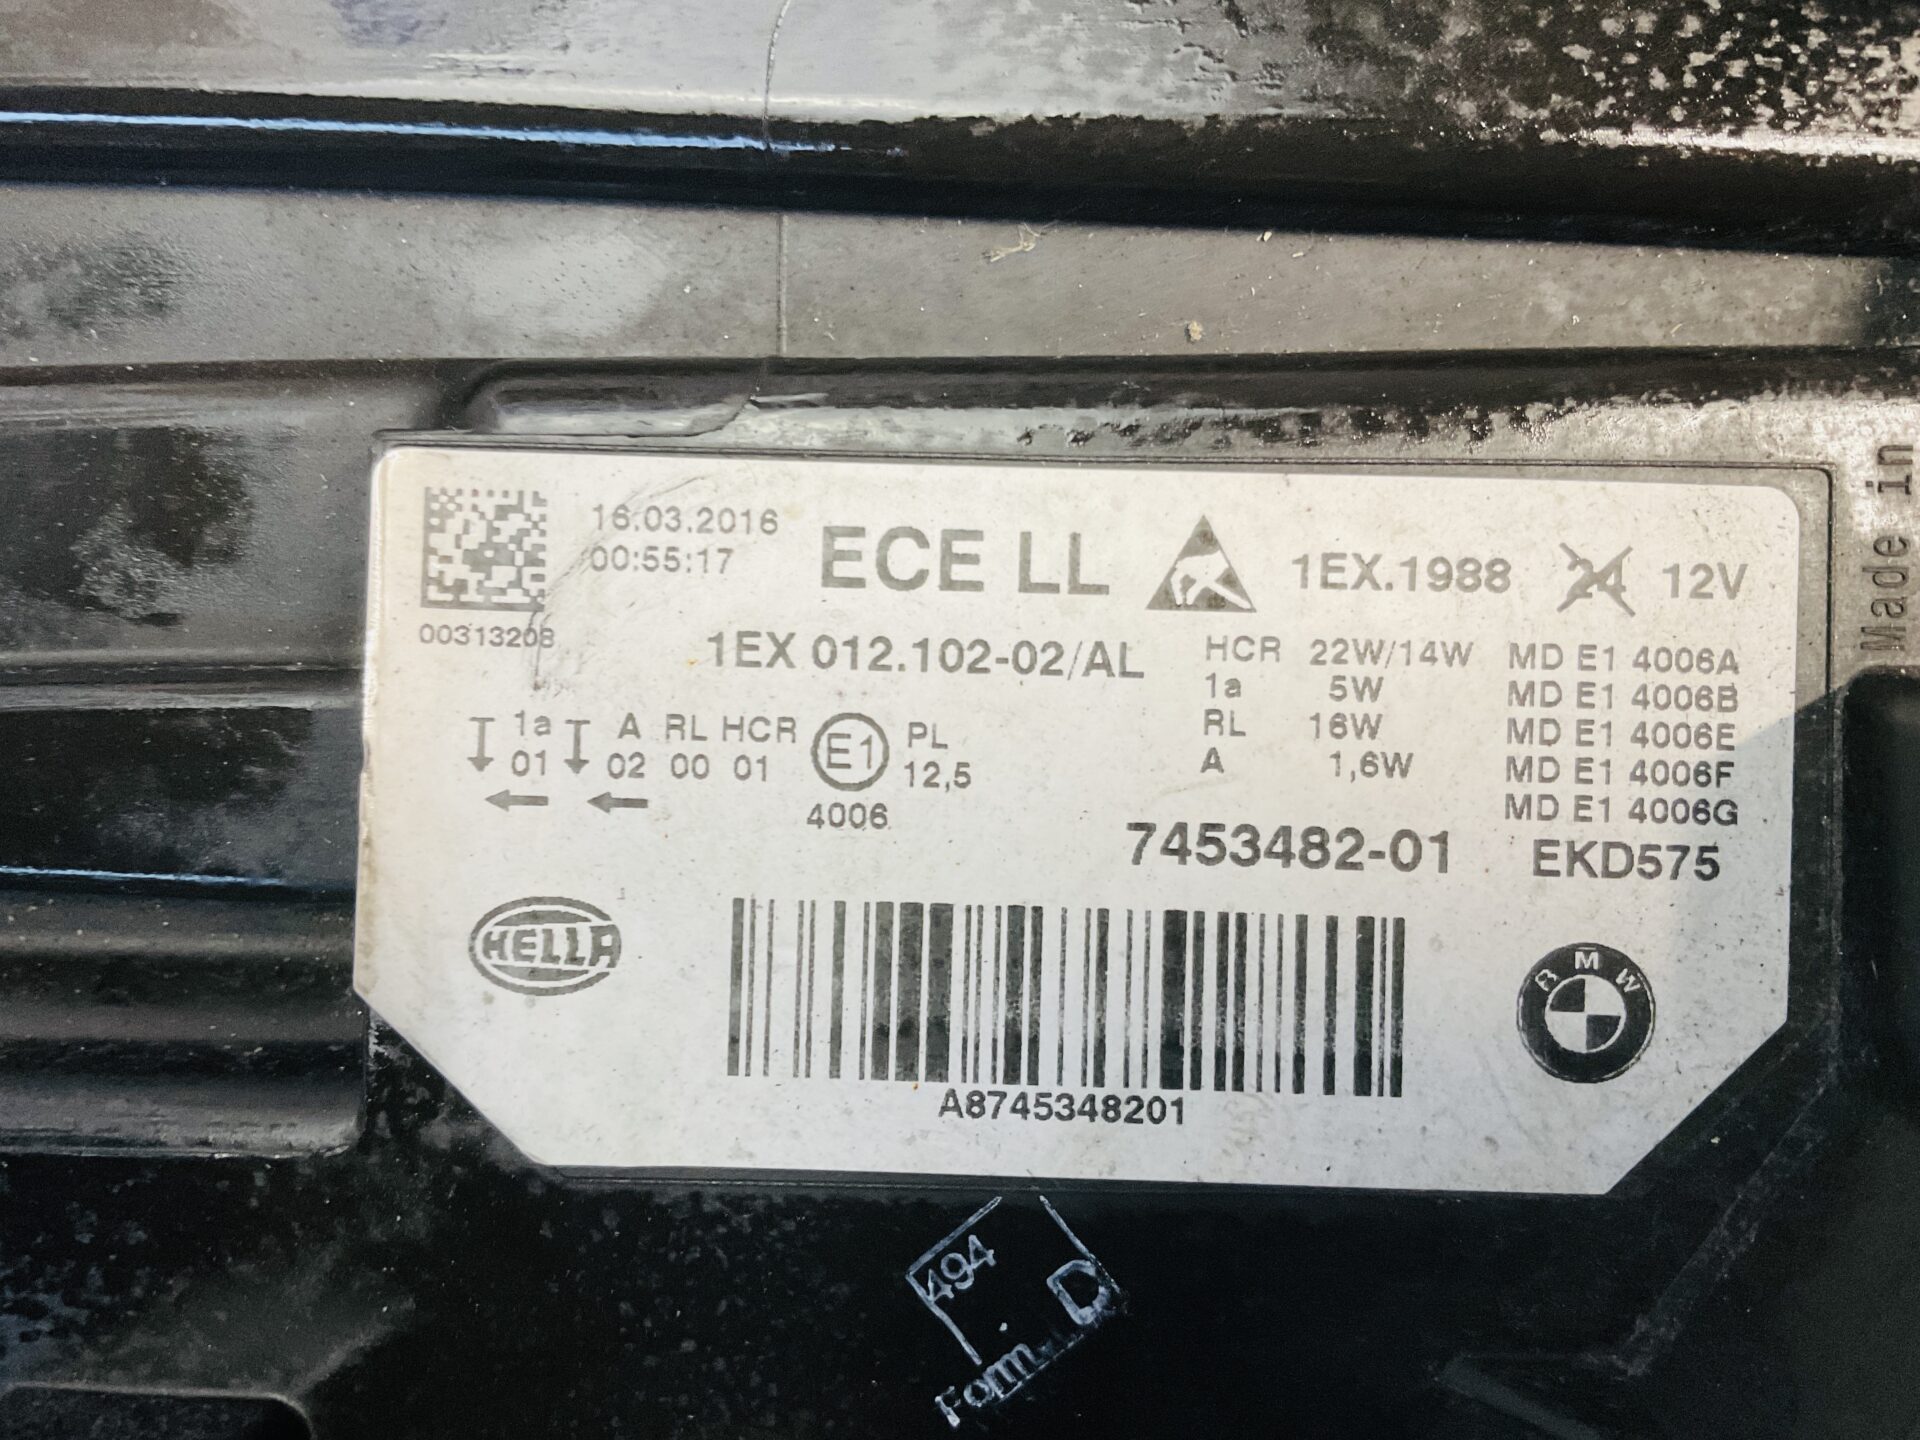 16.03.2016
00:55:17
00313208
ECE LL
1EX.1988 24 12V
1EX 012.102-02/AL
HCR 22W/14W MD E1 4006A
1a 5W MD E1 4006B
RL 16W MD E1 4006E
A 1,6W MD E1 4006F
MD E1 4006G
1a A RL HCR E1 PL
01 02 00 01 12,5
4006
7453482-01 EKD575
HELLA
BMW
A8745348201
Made in
494
D
Form